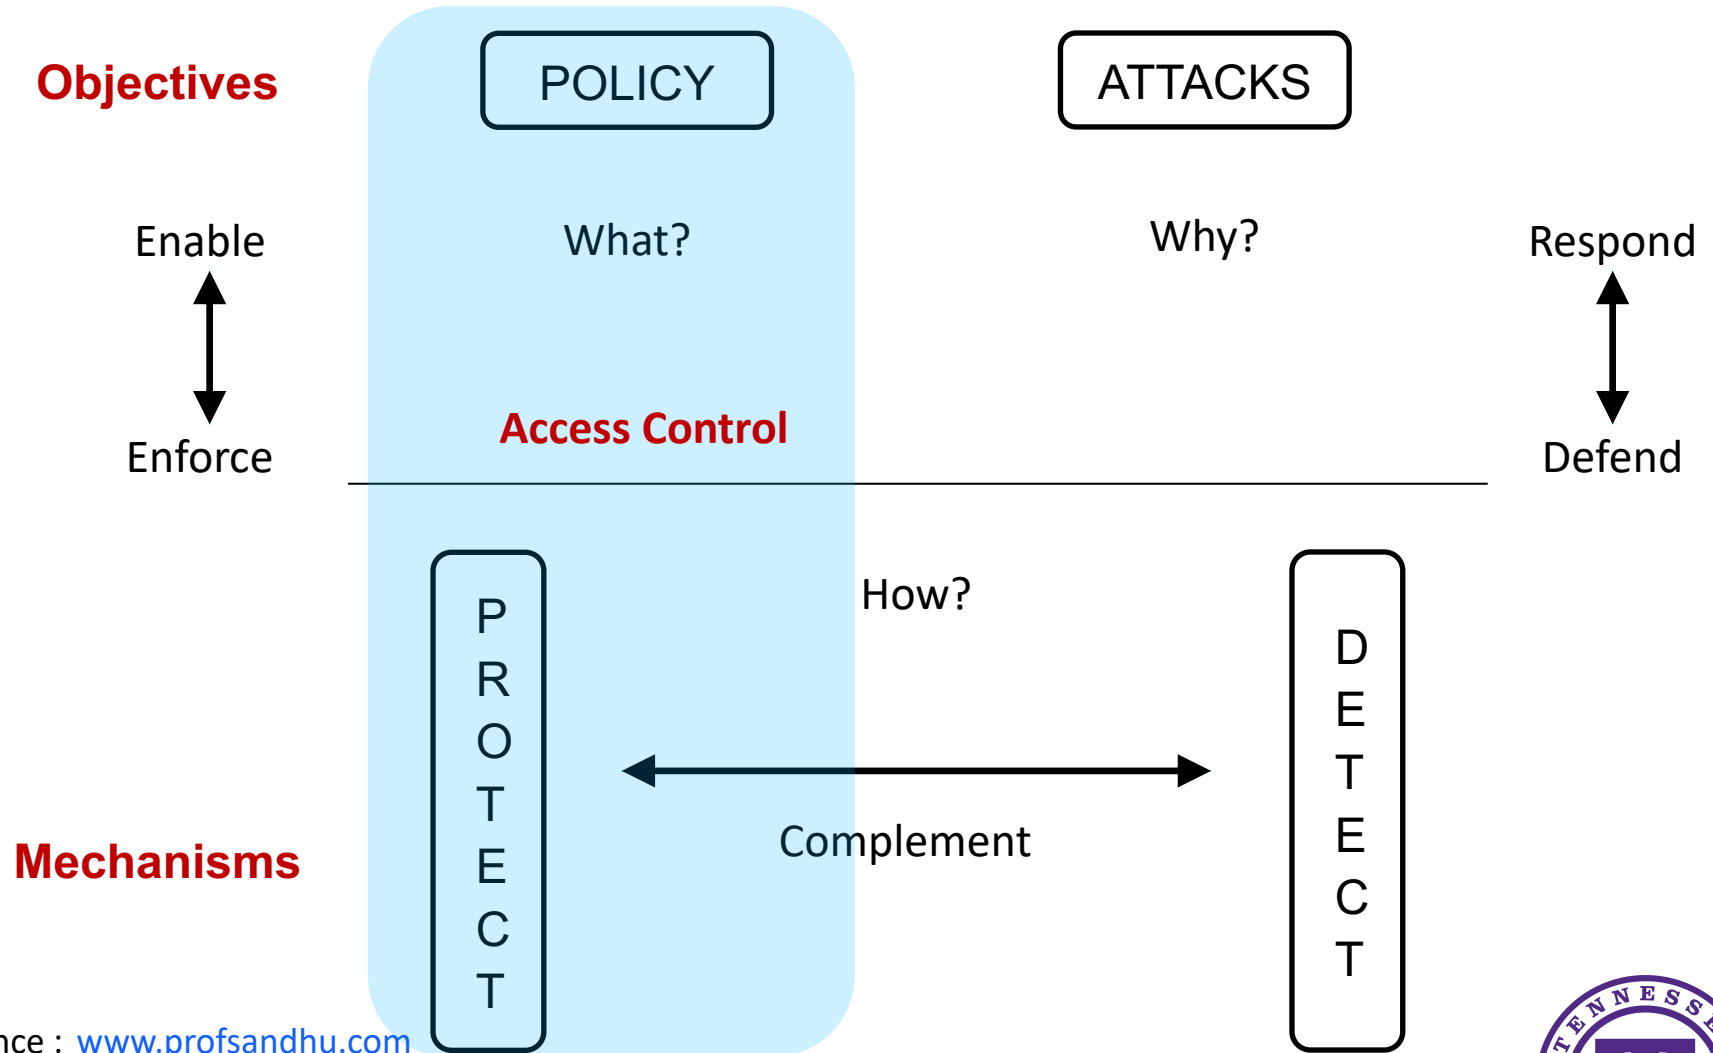 Objectives
POLICY
ATTACKS
Enable
What?
Why?
Respond
Access Control
Enforce
Defend
PROTECT
How?
DETECT
Complement
Mechanisms
: www.profsandhu.com